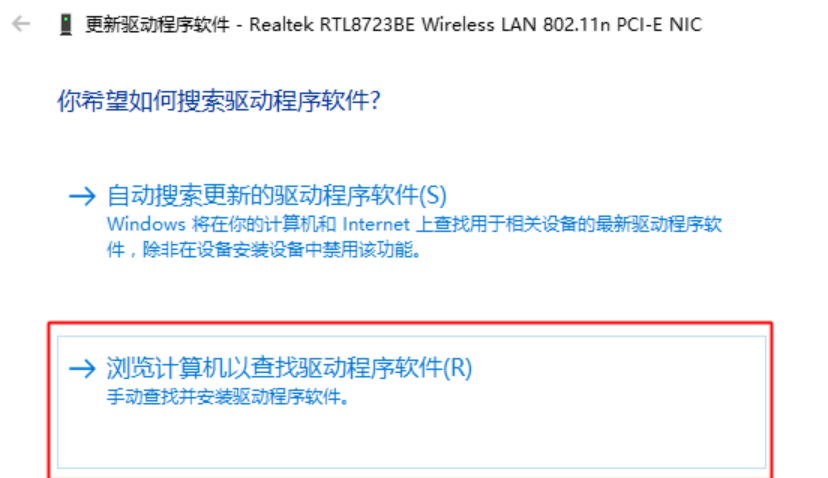 更新驱动程序软件 - Realtek RTL8723BE Wireless LAN 802.11n PCI-E NIC
你希望如何搜索驱动程序软件?
自动搜索更新的驱动程序软件(S)
Windows 将在你的计算机和 Internet 上查找用于相关设备的最新驱动程序软
件，除非在设备安装设备中禁用该功能。
浏览计算机以查找驱动程序软件(R)
手动查找并安装驱动程序软件。